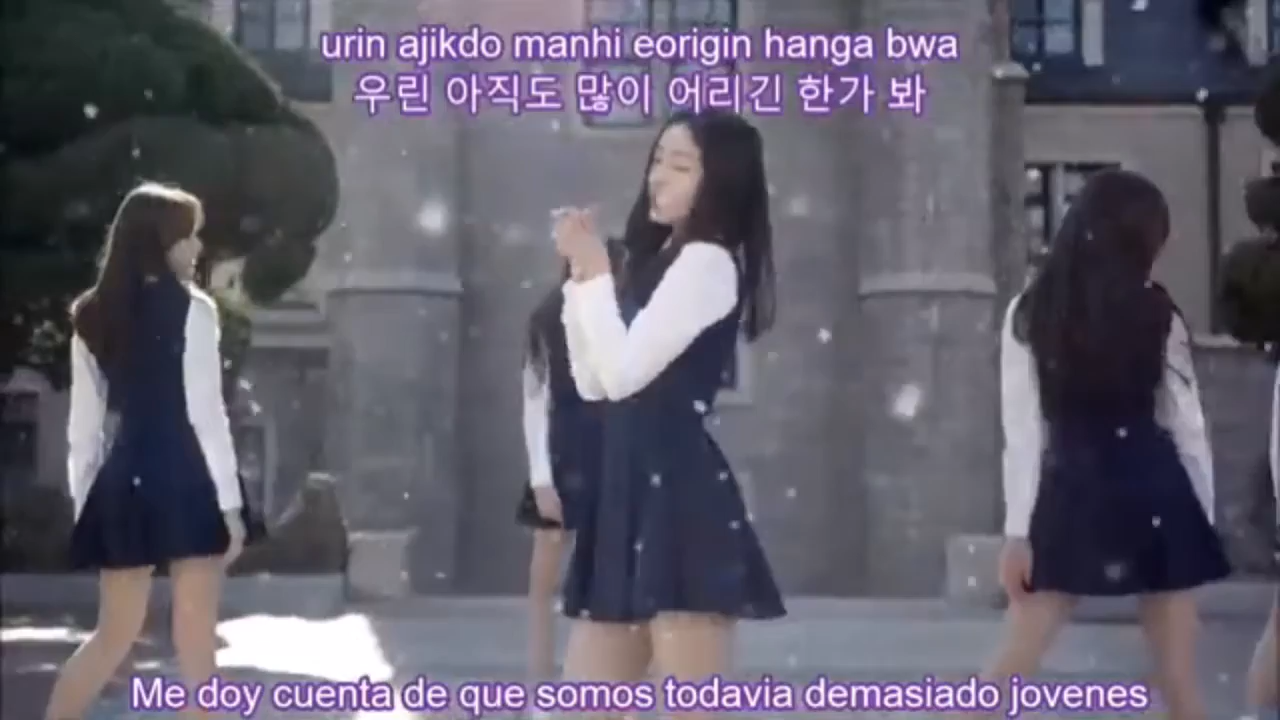 urin ajikdo manhi eorigin hanga bwa
우린 아직도 많이 어리긴 한가 봐
Me doy cuenta de que somos todavia demasiado jovenes